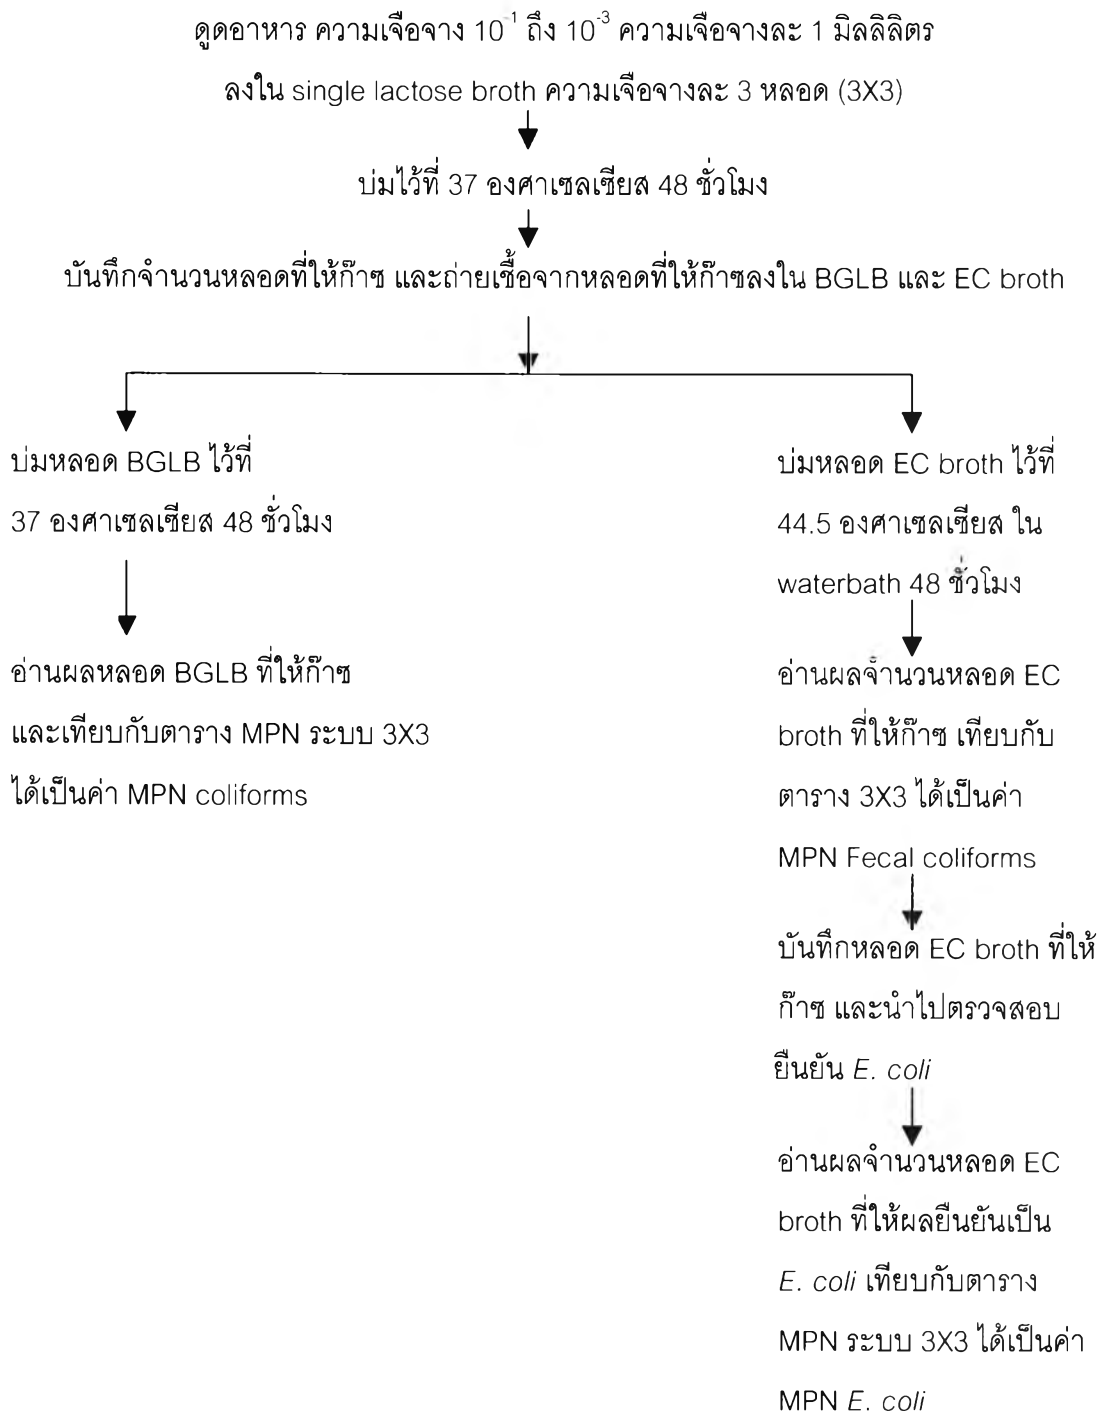 ดูดอาหาร ความเจือจาง 10⁻¹ ถึง 10⁻³ ความเจือจางละ 1 มิลลิลิตร
ลงใน single lactose broth ความเจือจางละ 3 หลอด (3X3)
บ่มไว้ที่ 37 องศาเซลเซียส 48 ชั่วโมง
บันทึกจำนวนหลอดที่ให้ก๊าซ และถ่ายเชื้อจากหลอดที่ให้ก๊าซลงใน BGLB และ EC broth
บ่มหลอด BGLB ไว้ที่
37 องศาเซลเซียส 48 ชั่วโมง
อ่านผลหลอด BGLB ที่ให้ก๊าซ
และเทียบกับตาราง MPN ระบบ 3X3
ได้เป็นค่า MPN coliforms
บ่มหลอด EC broth ไว้ที่
44.5 องศาเซลเซียส ใน
waterbath 48 ชั่วโมง
อ่านผลจำนวนหลอด EC
broth ที่ให้ก๊าซ เทียบกับ
ตาราง 3X3 ได้เป็นค่า
MPN Fecal coliforms
บันทึกหลอด EC broth ที่ให้
ก๊าซ และนำไปตรวจสอบ
ยืนยัน E. coli
อ่านผลจำนวนหลอด EC
broth ที่ให้ผลยืนยันเป็น
E. coli เทียบกับตาราง
MPN ระบบ 3X3 ได้เป็นค่า
MPN E. coli